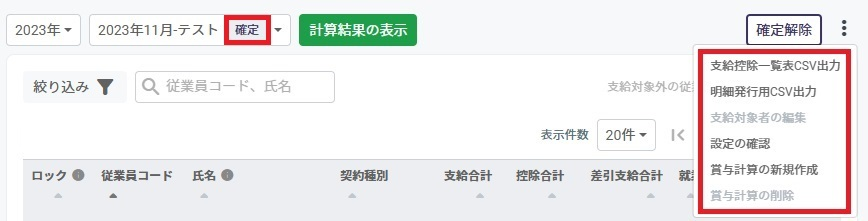 2023年 2023年11月-テスト 確定 計算結果の表示 確定解除
支給控除一覧表CSV出力
絞り込み 従業員コード、氏名 支給対象外の従
明細発行用CSV出力
支給対象者の編集
表示件数 20件
設定の確認
賞与計算の新規作成
ロック 従業員コード 氏名 契約種別 支給合計 控除合計 差引支給合計
賞与計算の削除